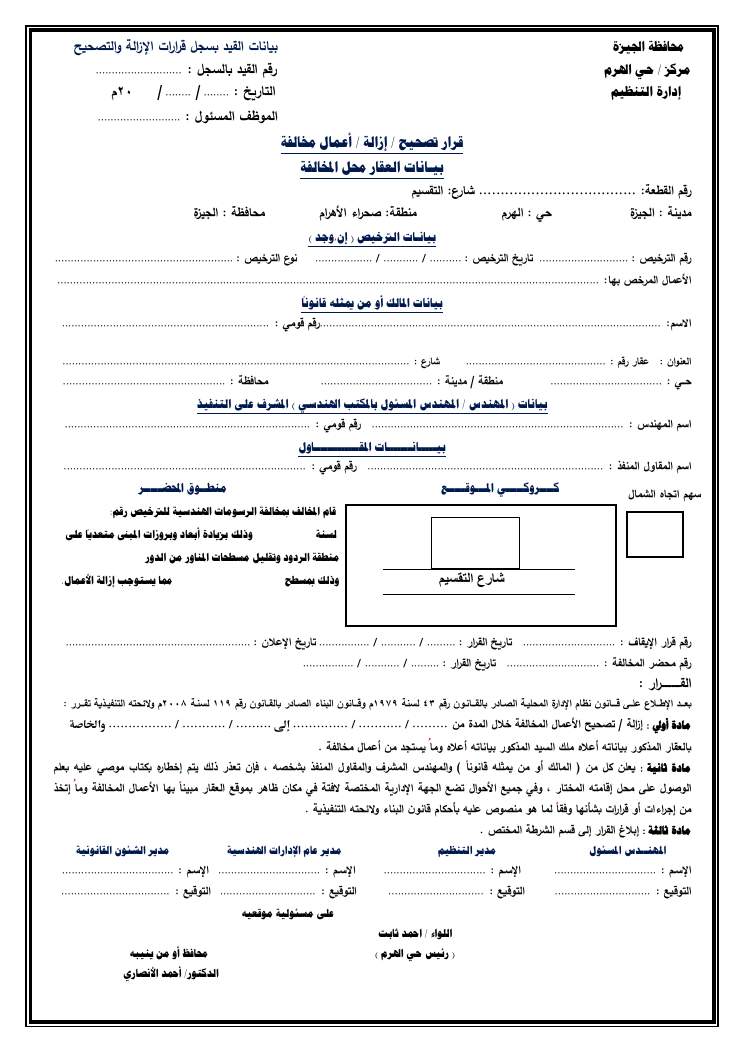 محافظة الجيزة
مركز / حي الهرم
إدارة التنظيم
بيانات القيد بسجل قرارات الإزالة والتصحيح
رقم القيد بالسجل : ...........................
التاريخ : ........ / ........ / ٢٠م
الموظف المسئول : ..........................
قرار تصحيح / إزالة / أعمال مخالفة
بيانات العقار محل المخالفة
رقم القطعة: .................................... شارع: التقسيم
مدينة : الجيزة حي : الهرم منطقة: صحراء الأهرام محافظة : الجيزة
بيانات الترخيص ( إن وجد )
رقم الترخيص : ............................ تاريخ الترخيص : .......... / ........... / .................. نوع الترخيص : ........................................................
الأعمال المرخص بها: ................................................................................
بيانات المالك أو من يمثله قانونا
الاسم: ................................................................................رقم قومي : .................................................................
العنوان : عقار رقم : ............................................ شارع : ................................................................................
حـي : ................................... منطقة / مدينة : ................................... محافظة : ...................................................
بيانات ( المهندس / المهندس المسئول بالمكتب الهندسي ) المشرف على التنفيذ
اسم المهندس : ................................................................................ رقم قومي : ................................................................................
بيـــانـــات المقـــــاول
اسم المقاول المنفذ : ........................................................................... رقم قومي : ................................................................................
سهم اتجاه الشمال
كـــروكـــي المـــوقـــع
شارع التقسيم
منطـــوق المحضـــر
قام المخالف بمخالفة الرسومات الهندسية للترخيص رقم:
لسنة وذلك بزيادة أبعاد وبروزات المبنى متعدياً على
منطقة الردود وتقليل مسطحات المناور من الدور
وذلك بمسطح مما يستوجب إزالة الأعمال.
رقم قرار الإيقاف : ............................. تاريخ القرار : ......... / ........... / ................ تاريخ الإعلان : ..........................................................
رقم محضر المخالفة : ............................. تاريخ القرار : ......... / ........... / ................
القـــــرار :
بعد الإطلاع على قانون نظام الإدارة المحلية الصادر بالقانون رقم ٤٣ لسنة ١٩٧٩م وقانون البناء الصادر بالقانون رقم ١١٩ لسنة ٢٠٠٨م ولائحته التنفيذية تقرر :
مادة أولي : إزالة / تصحيح الأعمال المخالفة خلال المدة من ......... / ........... / .............. إلى ......... / ........... / ................ والخاصة
بالعقار المذكور بياناته أعلاه ملك السيد المذكور بياناته أعلاه وما يستجد من أعمال مخالفة .
مادة ثانية : يعلن كل من ( المالك أو من يمثله قانوناً ) والمهندس المشرف والمقاول المنفذ بشخصه ، فإن تعذر ذلك يتم إخطاره بكتاب موصي عليه بعلم
الوصول على محل إقامته المختار ، وفي جميع الأحوال تضع الجهة الإدارية المختصة لافتة في مكان ظاهر بموقع العقار مبيناً بها الأعمال المخالفة وما إتخذ
من إجراءات أو قرارات بشأنها وفقاً لما هو منصوص عليه بأحكام قانون البناء ولائحته التنفيذية .
مادة ثالثة : إبلاغ القرار إلى قسم الشرطة المختص .
المهنـــدس المسئول مدير التنظيم مدير عام الإدارات الهندسية مدير الشئون القانونية
الإسم : ................................ الإسم : ................................ الإسم : ................................ الإسم : ................................
التوقيع : .............................. التوقيع : .............................. التوقيع : .............................. التوقيع : ..............................
على مسئولية موقعيه
اللواء / احمد ثابت
( رئيس حي الهرم )
محافظ أو من ينيبه
الدكتور/ أحمد الأنصاري